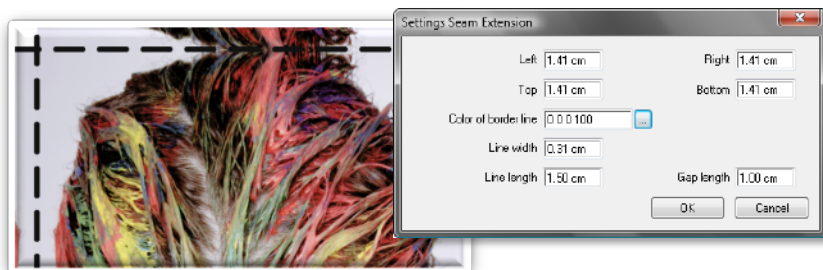 Settings Seam Extension
Left 1.41 cm Right 1.41 cm
Top 1.41 cm Bottom 1.41 cm
Color of border line 0 0 0 100 ...
Line width 0.31 cm
Line length 1.50 cm Gap length 1.00 cm
OK Cancel